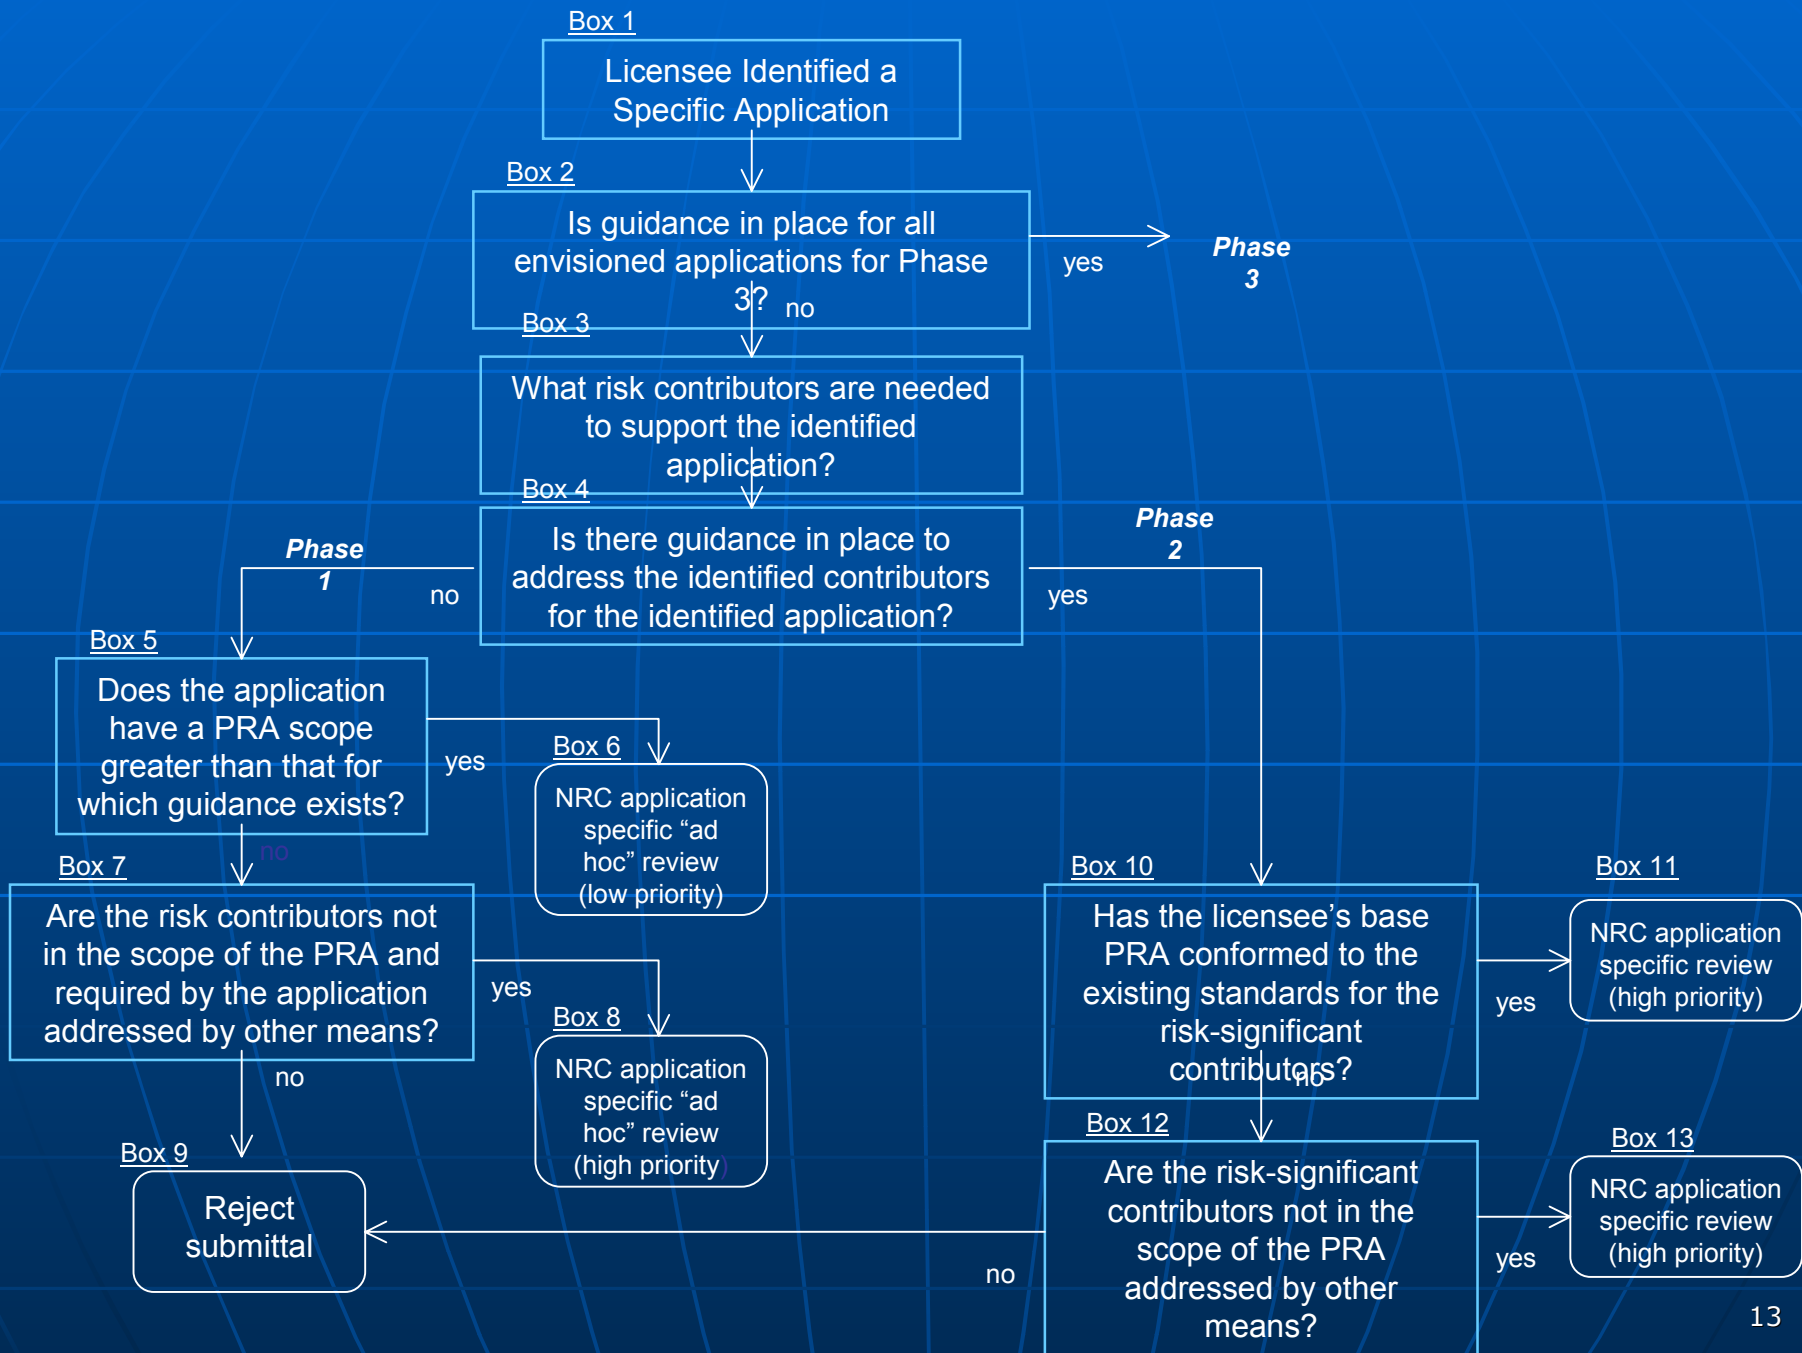 Box 1
Licensee Identified a
Specific Application
Box 2
Is guidance in place for all
envisioned applications for Phase
3?
no
yes
Phase
3
Box 3
What risk contributors are needed
to support the identified
application?
Box 4
Is there guidance in place to
address the identified contributors
for the identified application?
Phase
1
no
Phase
2
yes
Box 5
Does the application
have a PRA scope
greater than that for
which guidance exists?
yes
no
Box 6
NRC application
specific “ad
hoc” review
(low priority)
Box 7
Are the risk contributors not
in the scope of the PRA and
required by the application
addressed by other means?
yes
no
Box 8
NRC application
specific “ad
hoc” review
(high priority)
Box 9
Reject
submittal
Box 10
Has the licensee’s base
PRA conformed to the
existing standards for the
risk-significant
contributors?
no
yes
Box 11
NRC application
specific review
(high priority)
Box 12
Are the risk-significant
contributors not in the
scope of the PRA
addressed by other
means?
no
yes
Box 13
NRC application
specific review
(high priority)
13